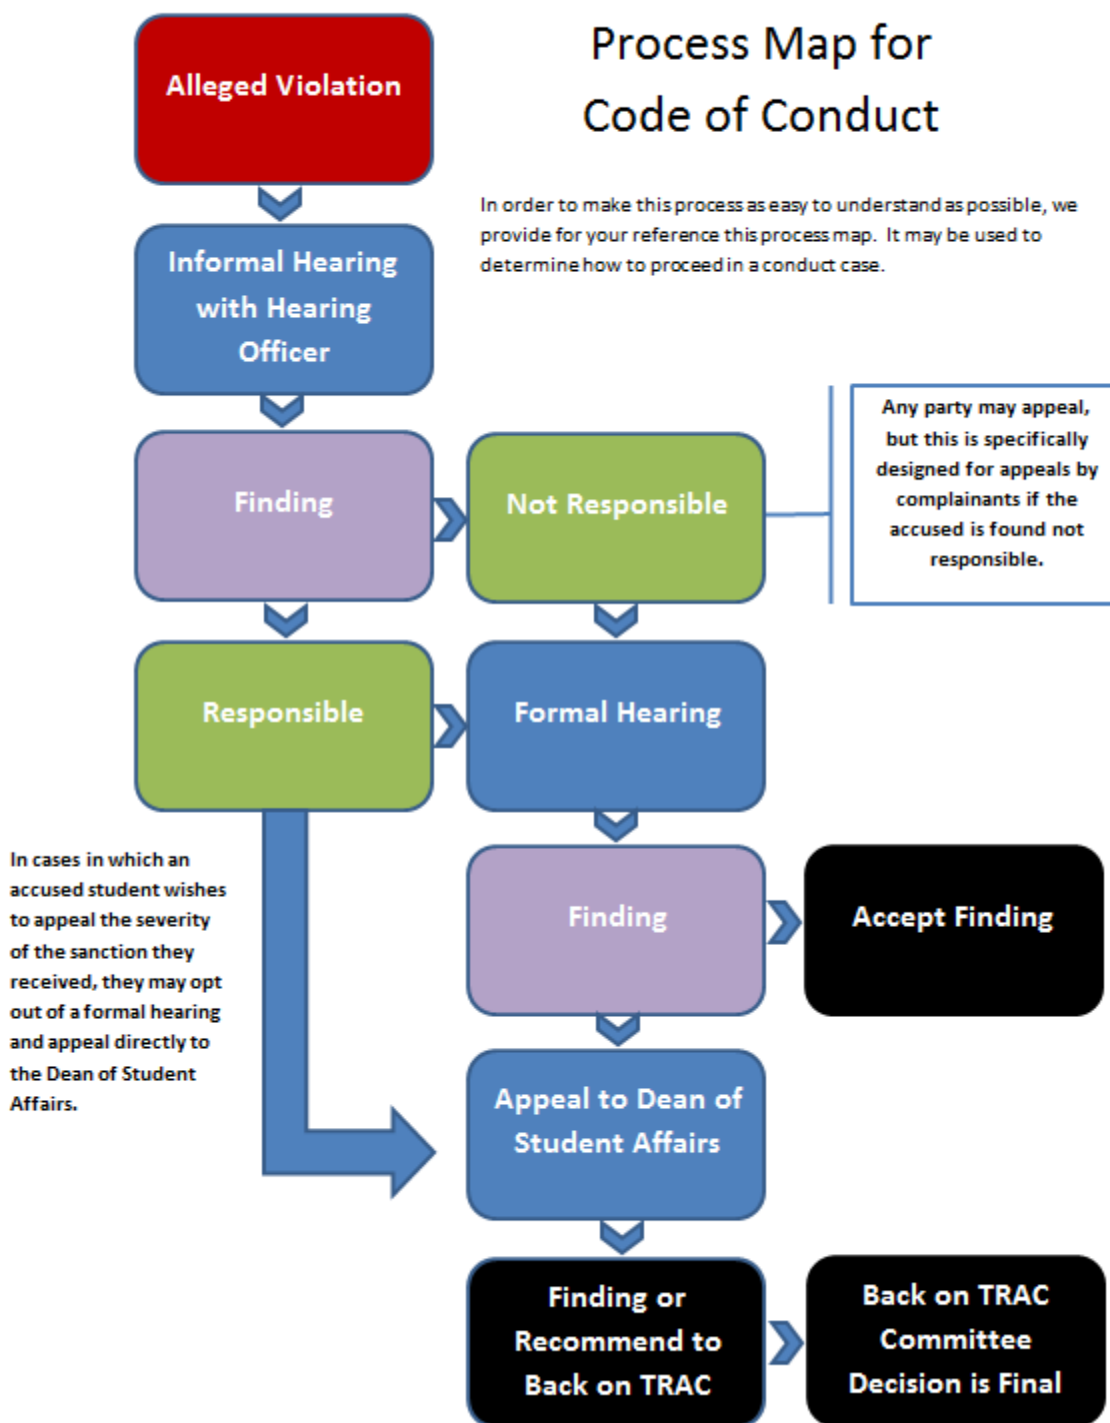 Process Map for
Code of Conduct
Alleged Violation
In order to make this process as easy to understand as possible, we
provide for your reference this process map.  It may be used to
determine how to proceed in a conduct case.
Informal Hearing
with Hearing
Officer
Finding
Not Responsible
Any party may appeal,
but this is specifically
designed for appeals by
complainants if the
accused is found not
responsible.
Responsible
Formal Hearing
In cases in which an
accused student wishes
to appeal the severity
of the sanction they
received, they may opt
out of a formal hearing
and appeal directly to
the Dean of Student
Affairs.
Finding
Accept Finding
Appeal to Dean of
Student Affairs
Finding or
Recommend to
Back on TRAC
Back on TRAC
Committee
Decision is Final